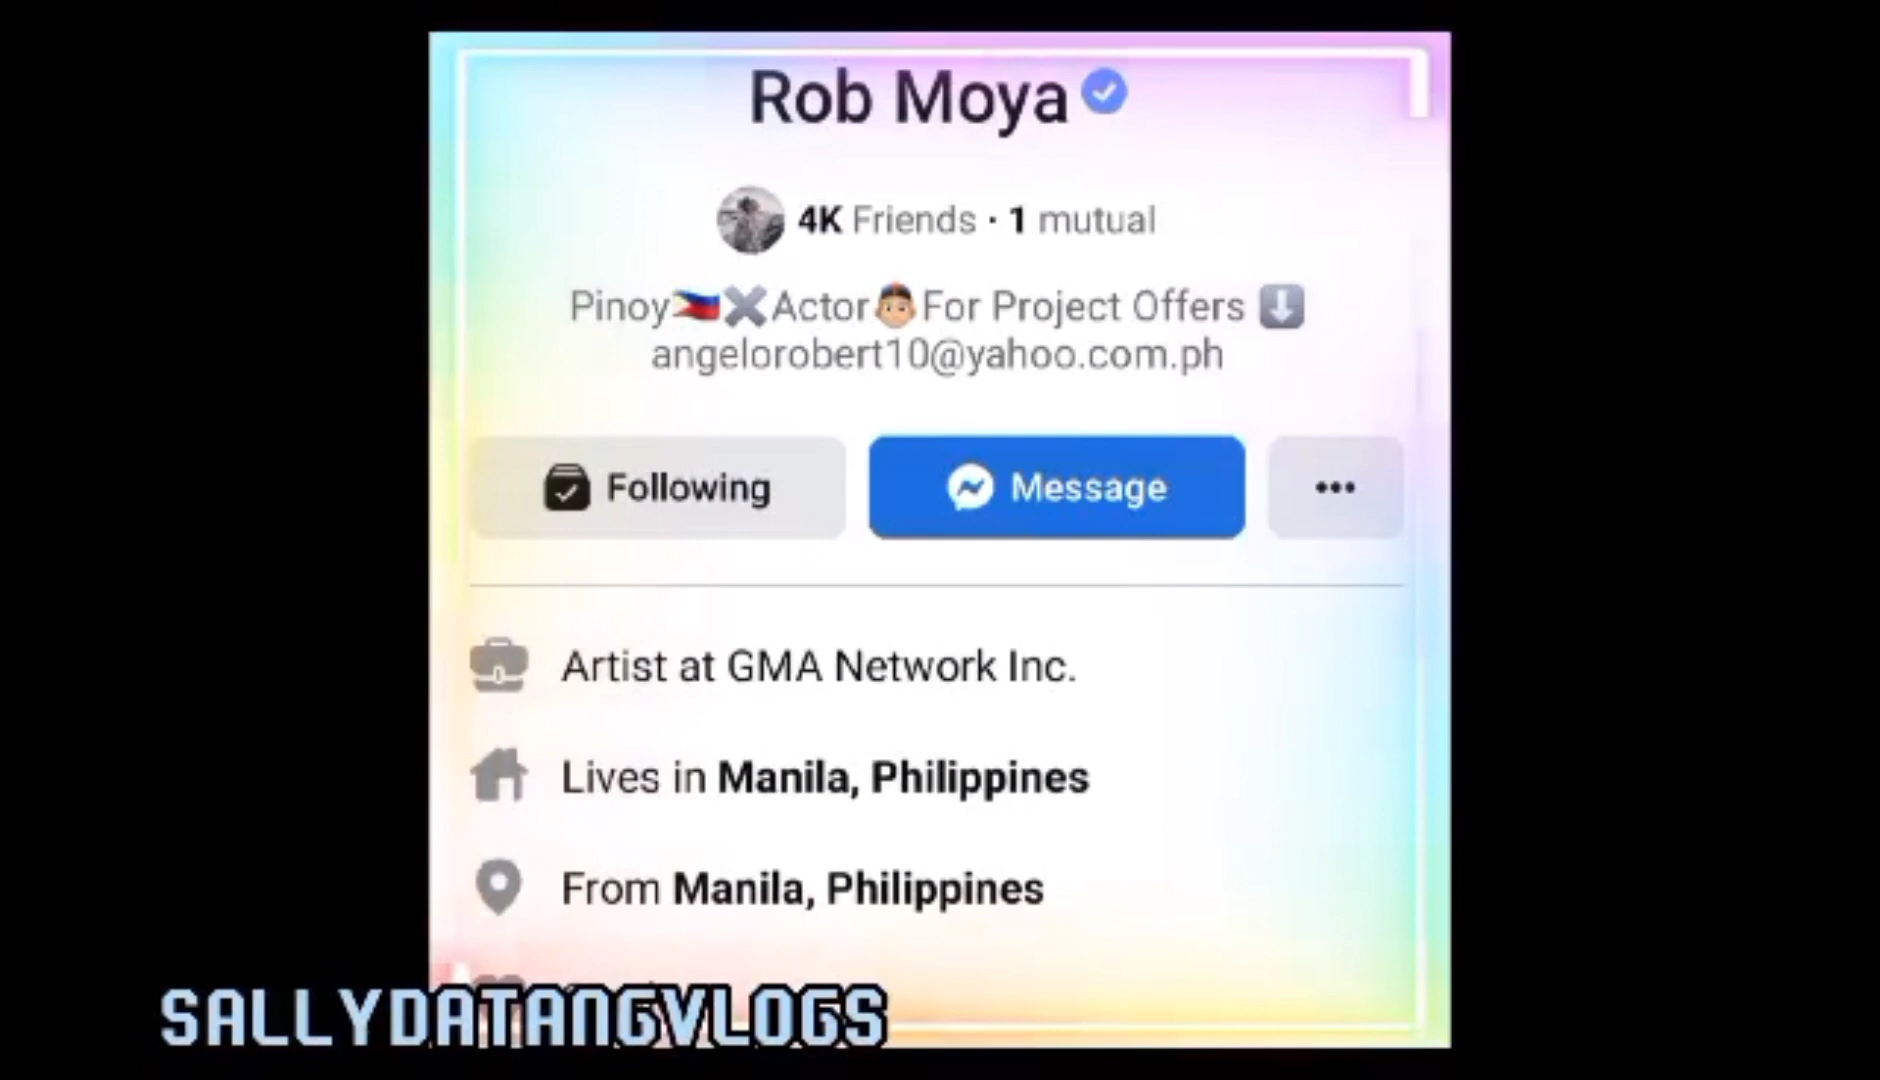 Rob Moya
4K Friends · 1 mutual
Pinoy🇵🇭✖️Actor👲For Project Offers ⬇️
angelorobert10@yahoo.com.ph
Following
Message
Artist at GMA Network Inc.
Lives in Manila, Philippines
From Manila, Philippines
SALLYDATANGVLOGS